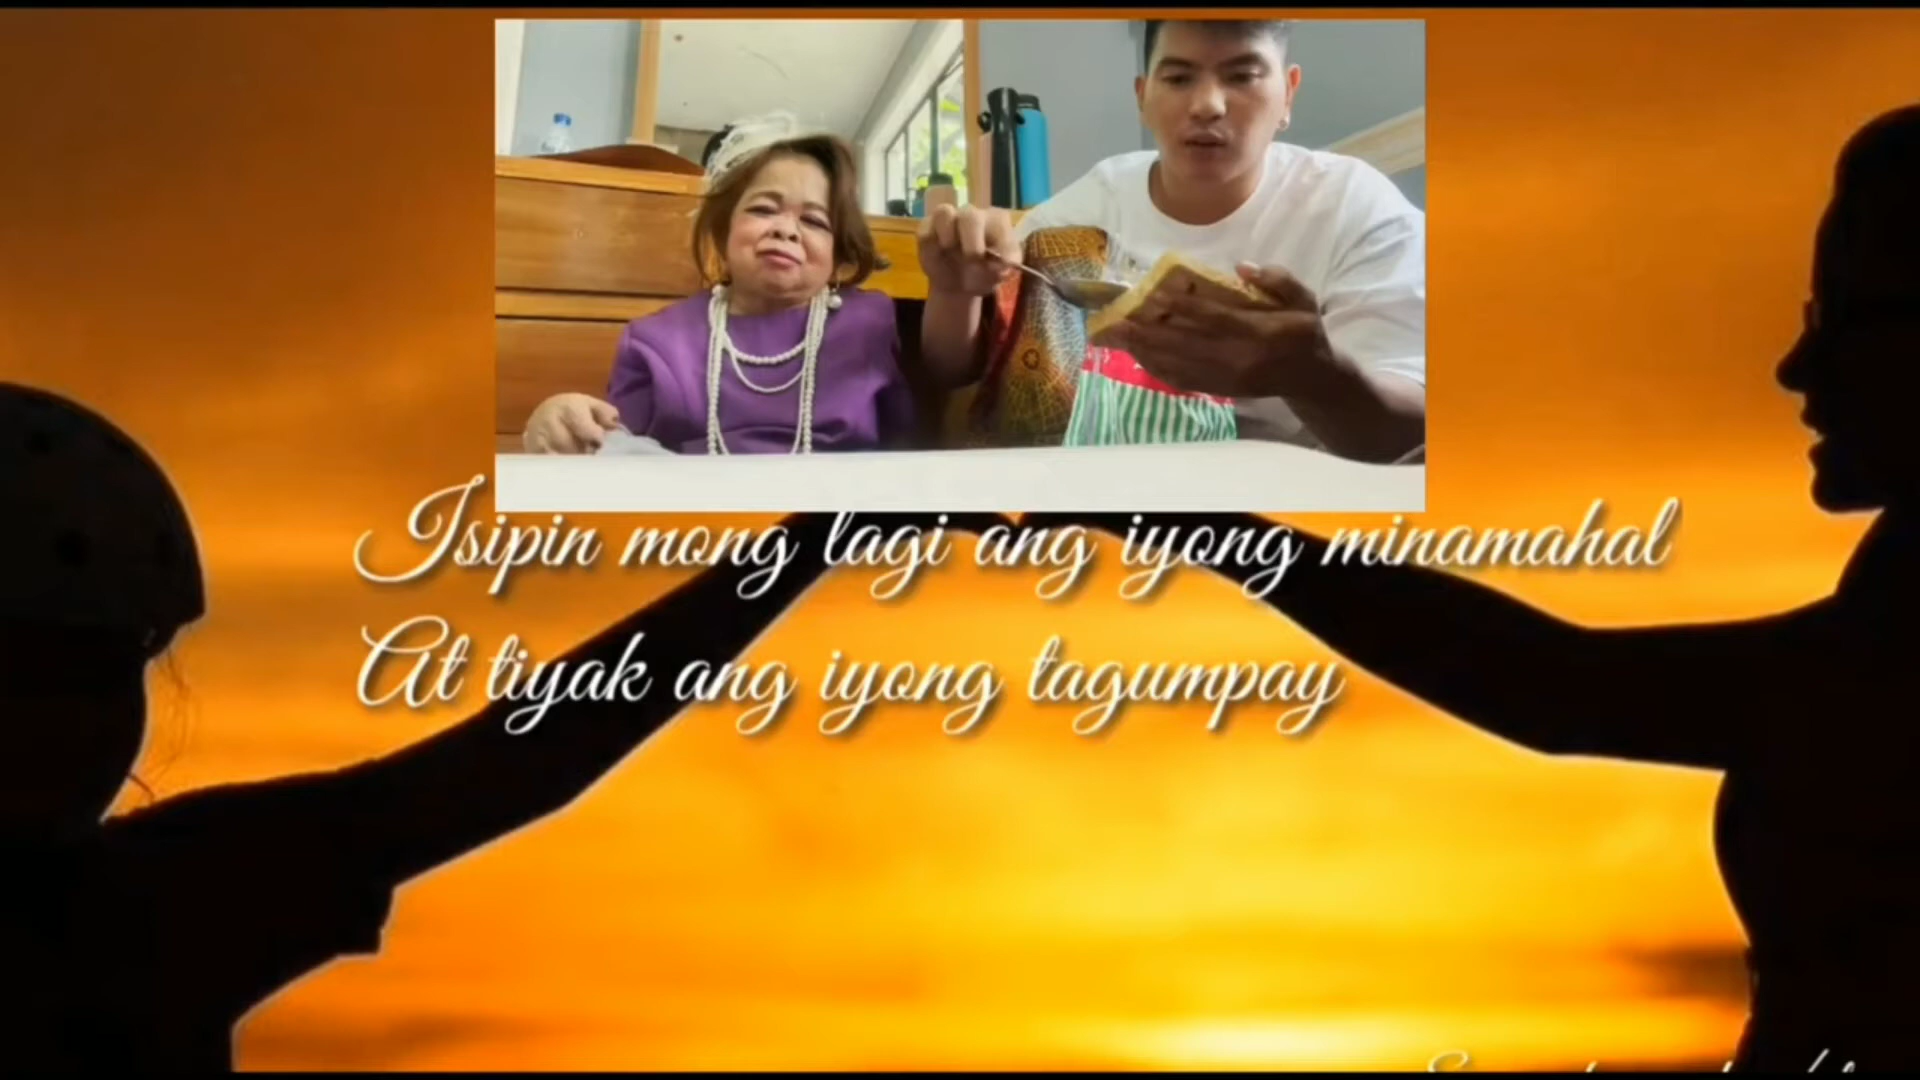 Isipin mong lagi ang iyong minamahal
At tiyak ang iyong tagumpay